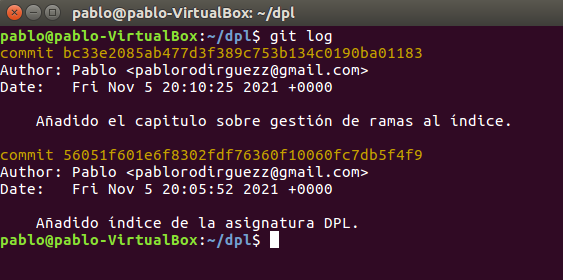 pablo@pablo-VirtualBox: ~/dpl
pablo@pablo-VirtualBox:~/dpl$ git log
commit bc33e2085ab477d3f389c753b134c0190ba01183
Author: Pablo <pablorodirguezz@gmail.com>
Date:   Fri Nov 5 20:10:25 2021 +0000
    Añadido el capitulo sobre gestión de ramas al índice.
commit 56051f601e6f8302fdf76360f10060fc7db5f4f9
Author: Pablo <pablorodirguezz@gmail.com>
Date:   Fri Nov 5 20:05:52 2021 +0000
    Añadido índice de la asignatura DPL.
pablo@pablo-VirtualBox:~/dpl$